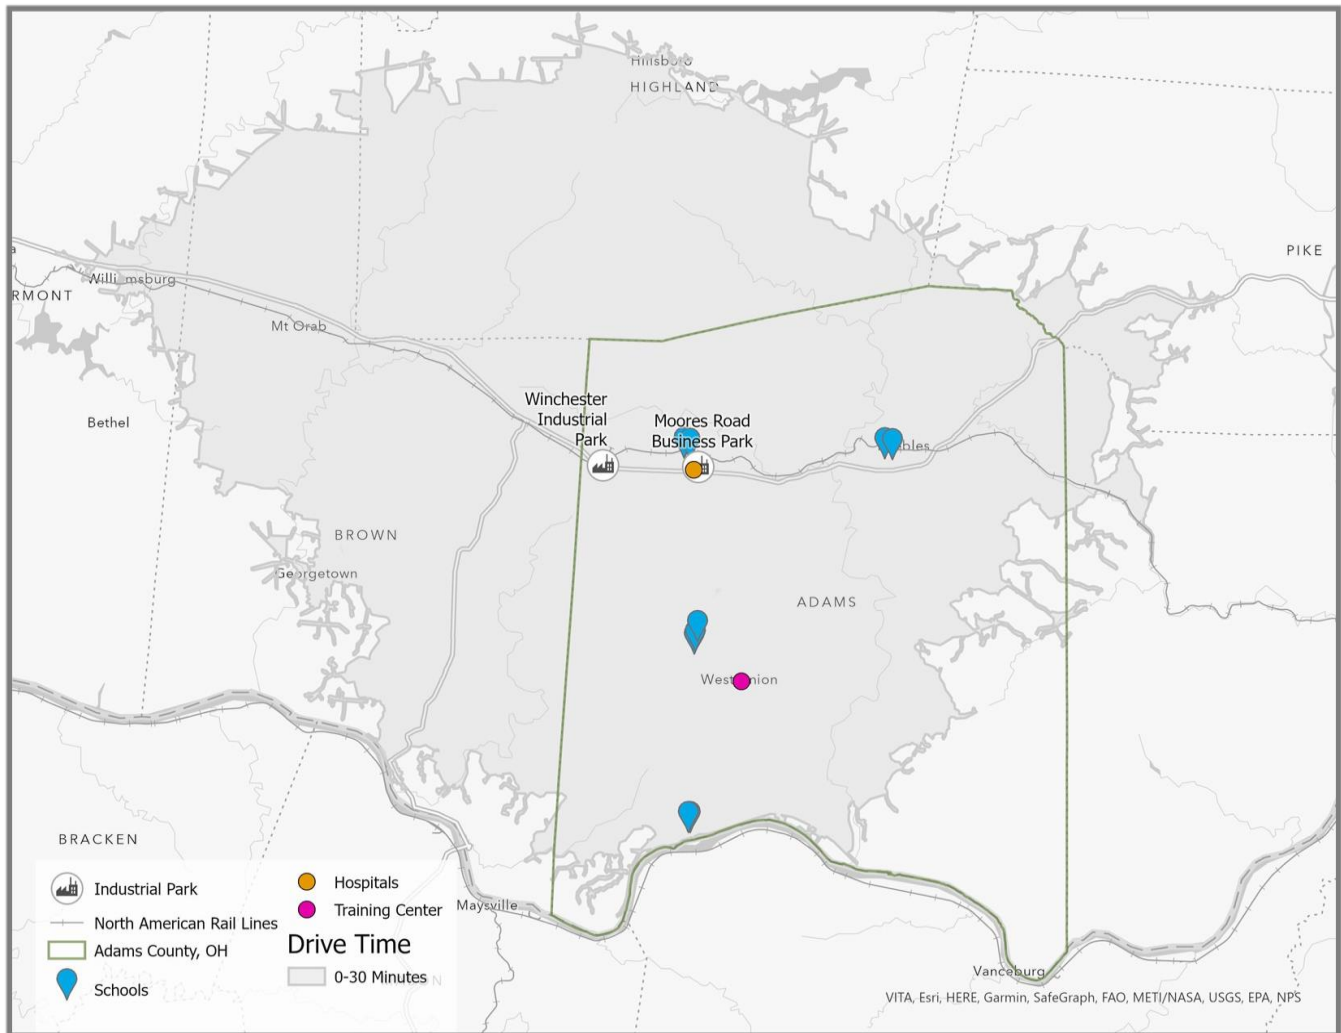 Hillsboro
HIGHLAND
PIKE
Williamsburg
RMONT
Mt Orab
Winchester
Industrial
Park
Moores Road
Business Park
Bethel
BROWN
Georgetown
ADAMS
West Union
BRACKEN
Maysville
Vanceburg
Industrial Park
North American Rail Lines
Adams County, OH
Schools
Hospitals
Training Center
Drive Time
0-30 Minutes
VITA, Esri, HERE, Garmin, SafeGraph, FAO, METI/NASA, USGS, EPA, NPS